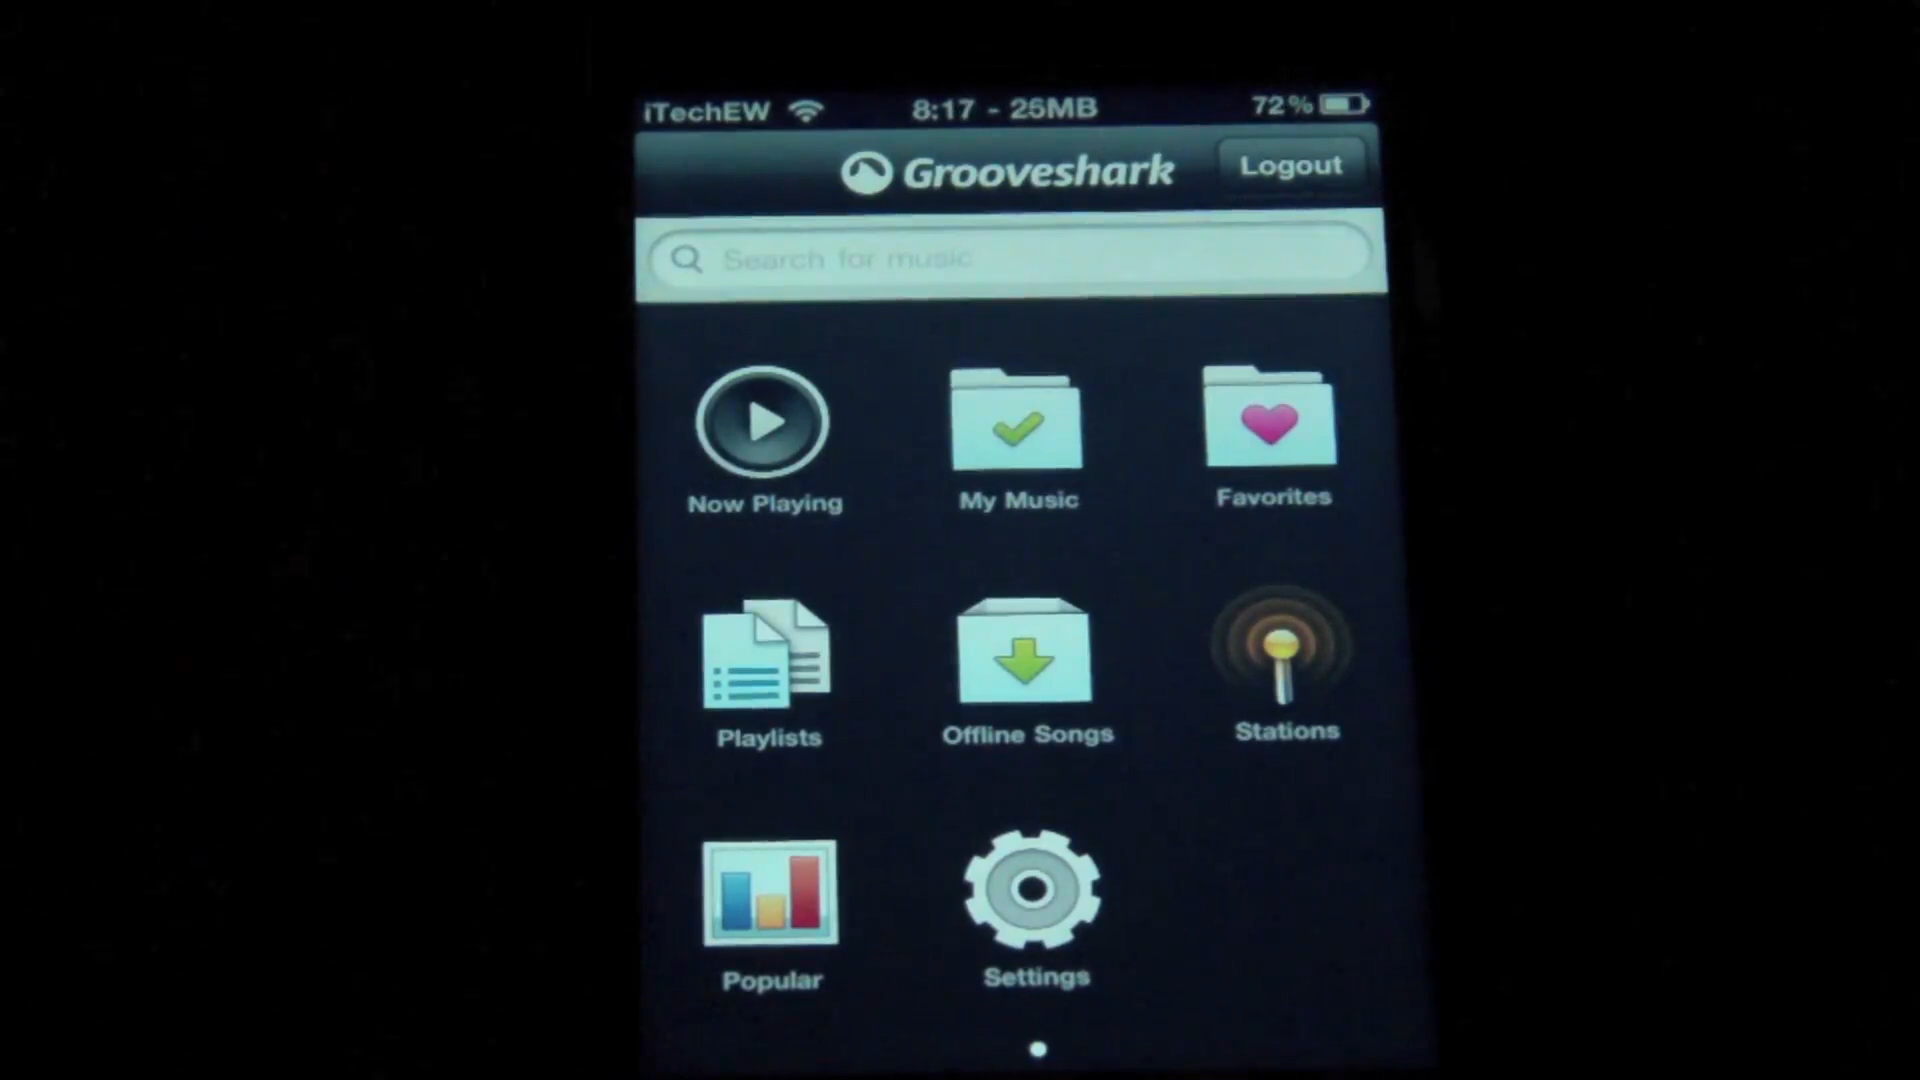 iTechEW 8:17 - 25MB 72%
Grooveshark Logout
Search for music
Now Playing My Music Favorites
Playlists Offline Songs Stations
Popular Settings